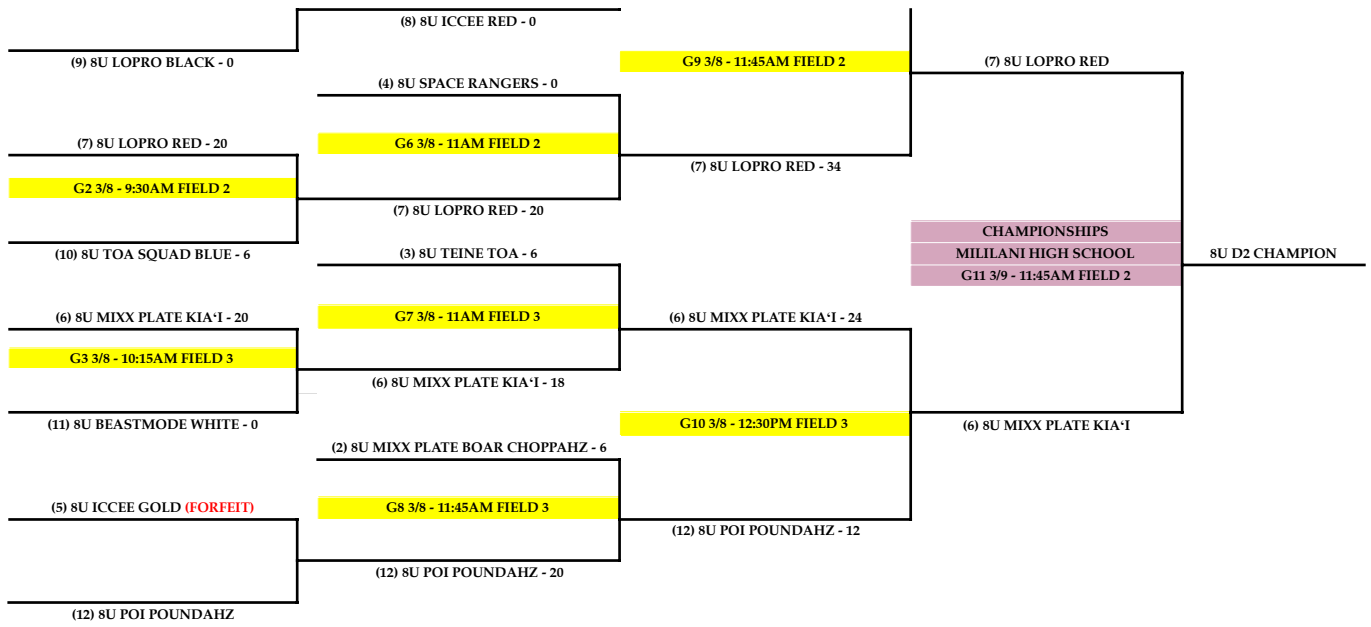 (8) 8U ICCEE RED - 0
(9) 8U LOPRO BLACK - 0
G9 3/8 - 11:45AM FIELD 2
(7) 8U LOPRO RED
(4) 8U SPACE RANGERS - 0
(7) 8U LOPRO RED - 20
G6 3/8 - 11AM FIELD 2
(7) 8U LOPRO RED - 34
G2 3/8 - 9:30AM FIELD 2
(7) 8U LOPRO RED - 20
(10) 8U TOA SQUAD BLUE - 6
(3) 8U TEINE TOA - 6
CHAMPIONSHIPS
MILILANI HIGH SCHOOL
G11 3/9 - 11:45AM FIELD 2
8U D2 CHAMPION
(6) 8U MIXX PLATE KIAʻI - 20
G7 3/8 - 11AM FIELD 3
(6) 8U MIXX PLATE KIAʻI - 24
G3 3/8 - 10:15AM FIELD 3
(6) 8U MIXX PLATE KIAʻI - 18
(11) 8U BEASTMODE WHITE - 0
G10 3/8 - 12:30PM FIELD 3
(6) 8U MIXX PLATE KIAʻI
(2) 8U MIXX PLATE BOAR CHOPPAHZ - 6
(5) 8U ICCEE GOLD (FORFEIT)
G8 3/8 - 11:45AM FIELD 3
(12) 8U POI POUNDAHZ - 12
(12) 8U POI POUNDAHZ - 20
(12) 8U POI POUNDAHZ